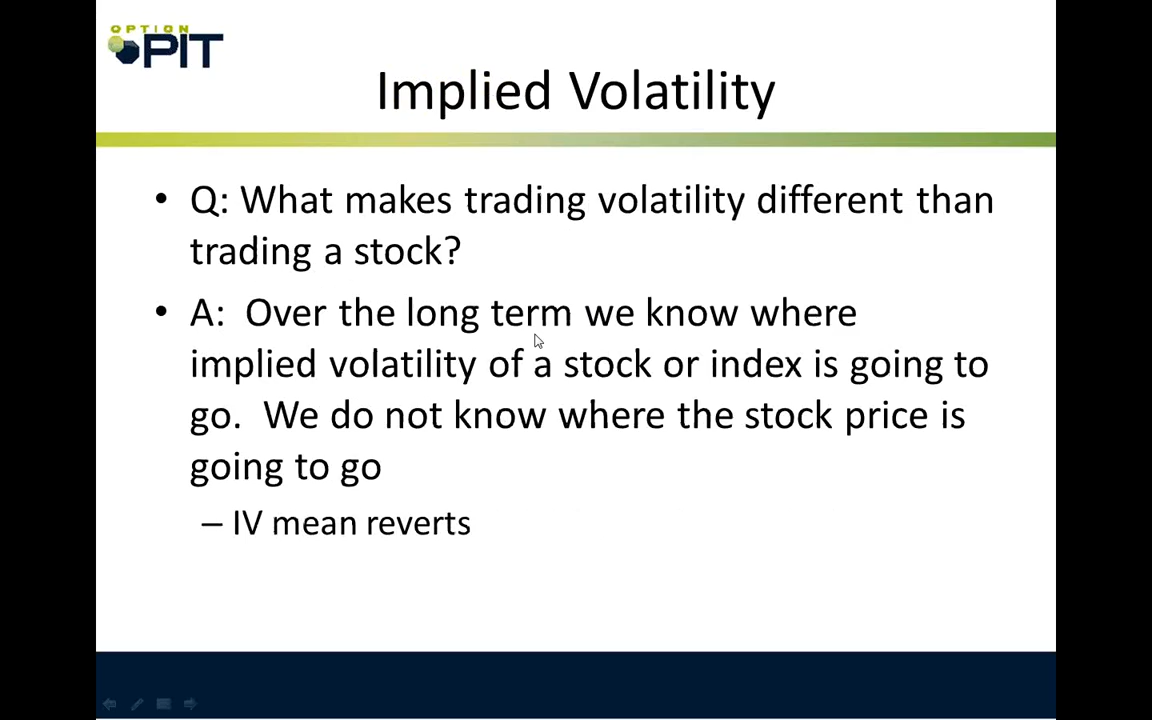 OPTION
PIT
Implied Volatility
• Q: What makes trading volatility different than
trading a stock?
• A:  Over the long term we know where
implied volatility of a stock or index is going to
go.  We do not know where the stock price is
going to go
– IV mean reverts